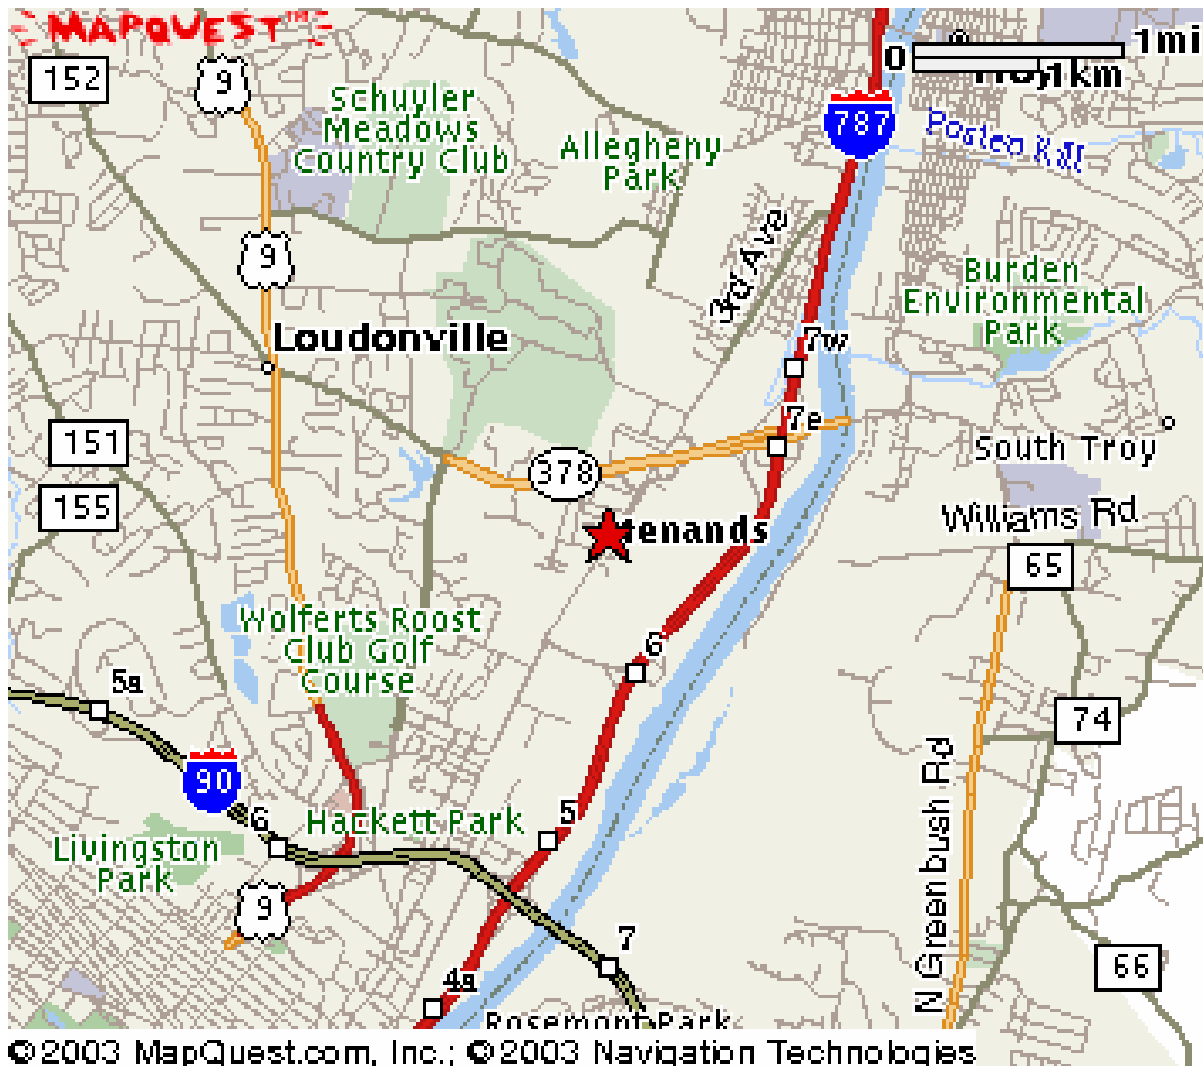 MAPQUEST™
0 1mi
1km
152
9
787
Schuyler
Meadows
Country Club
Allegheny
Park
Posten Kill
3rd Ave
9
Burden
Environmental
Park
Loudonville
7w
7e
151
378
South Troy
155
Williams Rd
enands
65
Wolferts Roost
Club Golf
Course
6
5a
74
90
6
Hackett Park
5
Livingston
Park
N Greenbush Rd
9
7
66
4a
Rosemont Park
©2003 MapQuest.com, Inc.; ©2003 Navigation Technologies